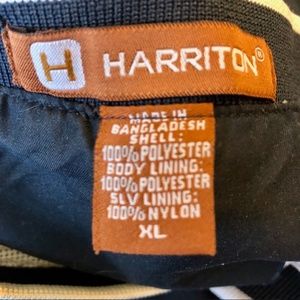 H HARRITON®
MADE IN
BANGLADESH
SHELL:
100% POLYESTER
BODY LINING:
100% POLYESTER
SLV LINING:
100% NYLON
XL